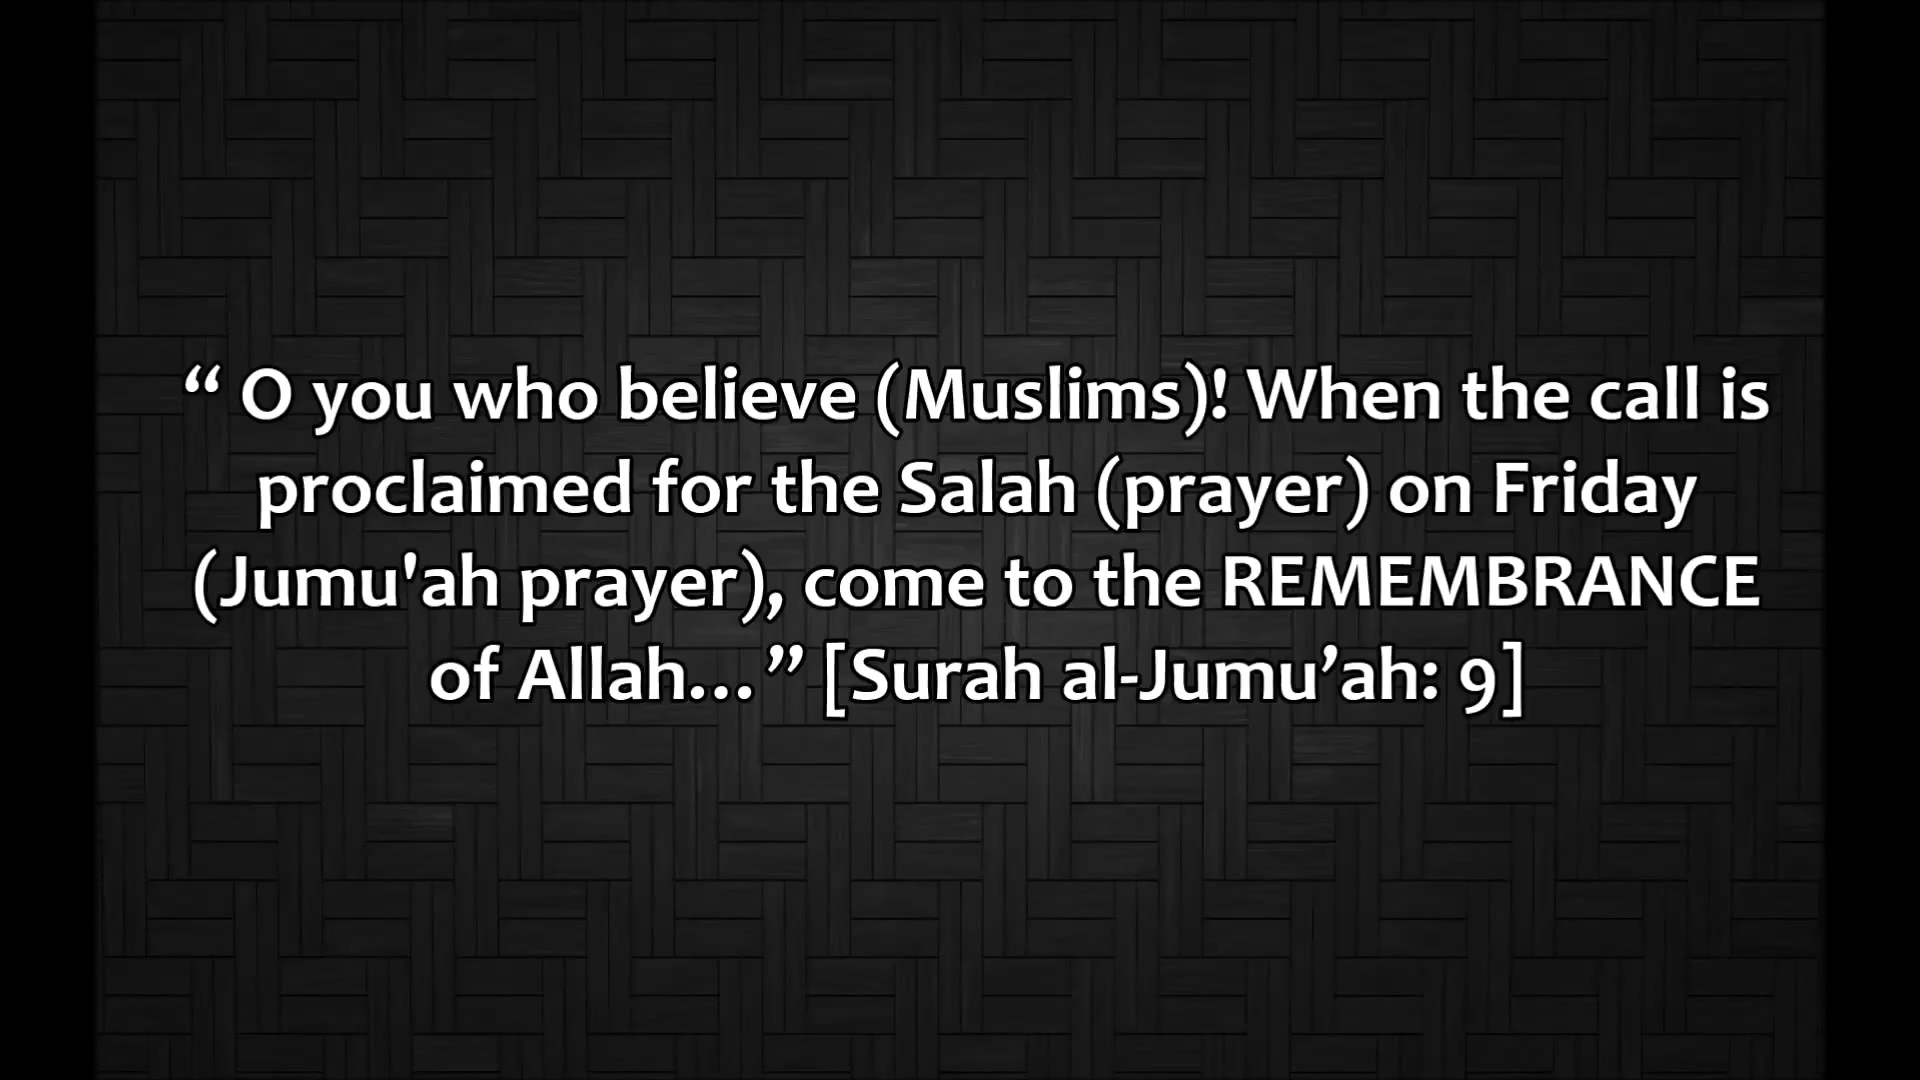 “ O you who believe (Muslims)! When the call is
proclaimed for the Salah (prayer) on Friday
(Jumu'ah prayer), come to the REMEMBRANCE
of Allah…” [Surah al-Jumu’ah: 9]